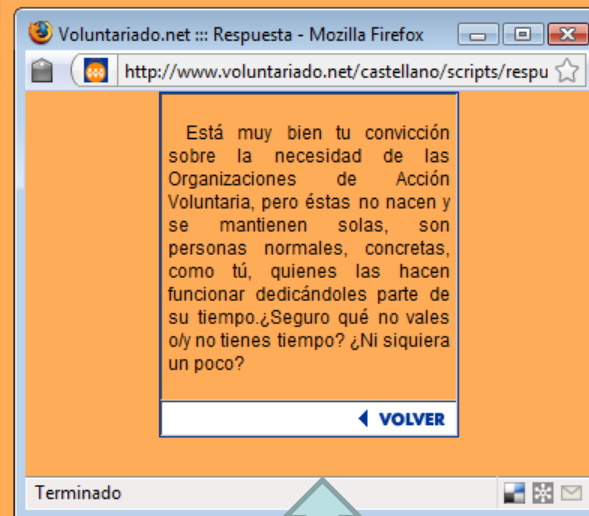 Voluntariado.net ::: Respuesta - Mozilla Firefox
http://www.voluntariado.net/castellano/scripts/respu
Está muy bien tu convicción
sobre la necesidad de las
Organizaciones de Acción
Voluntaria, pero éstas no nacen y
se mantienen solas, son
personas normales, concretas,
como tú, quienes las hacen
funcionar dedicándoles parte de
su tiempo.¿Seguro qué no vales
o/y no tienes tiempo? ¿Ni siquiera
un poco?
VOLVER
Terminado